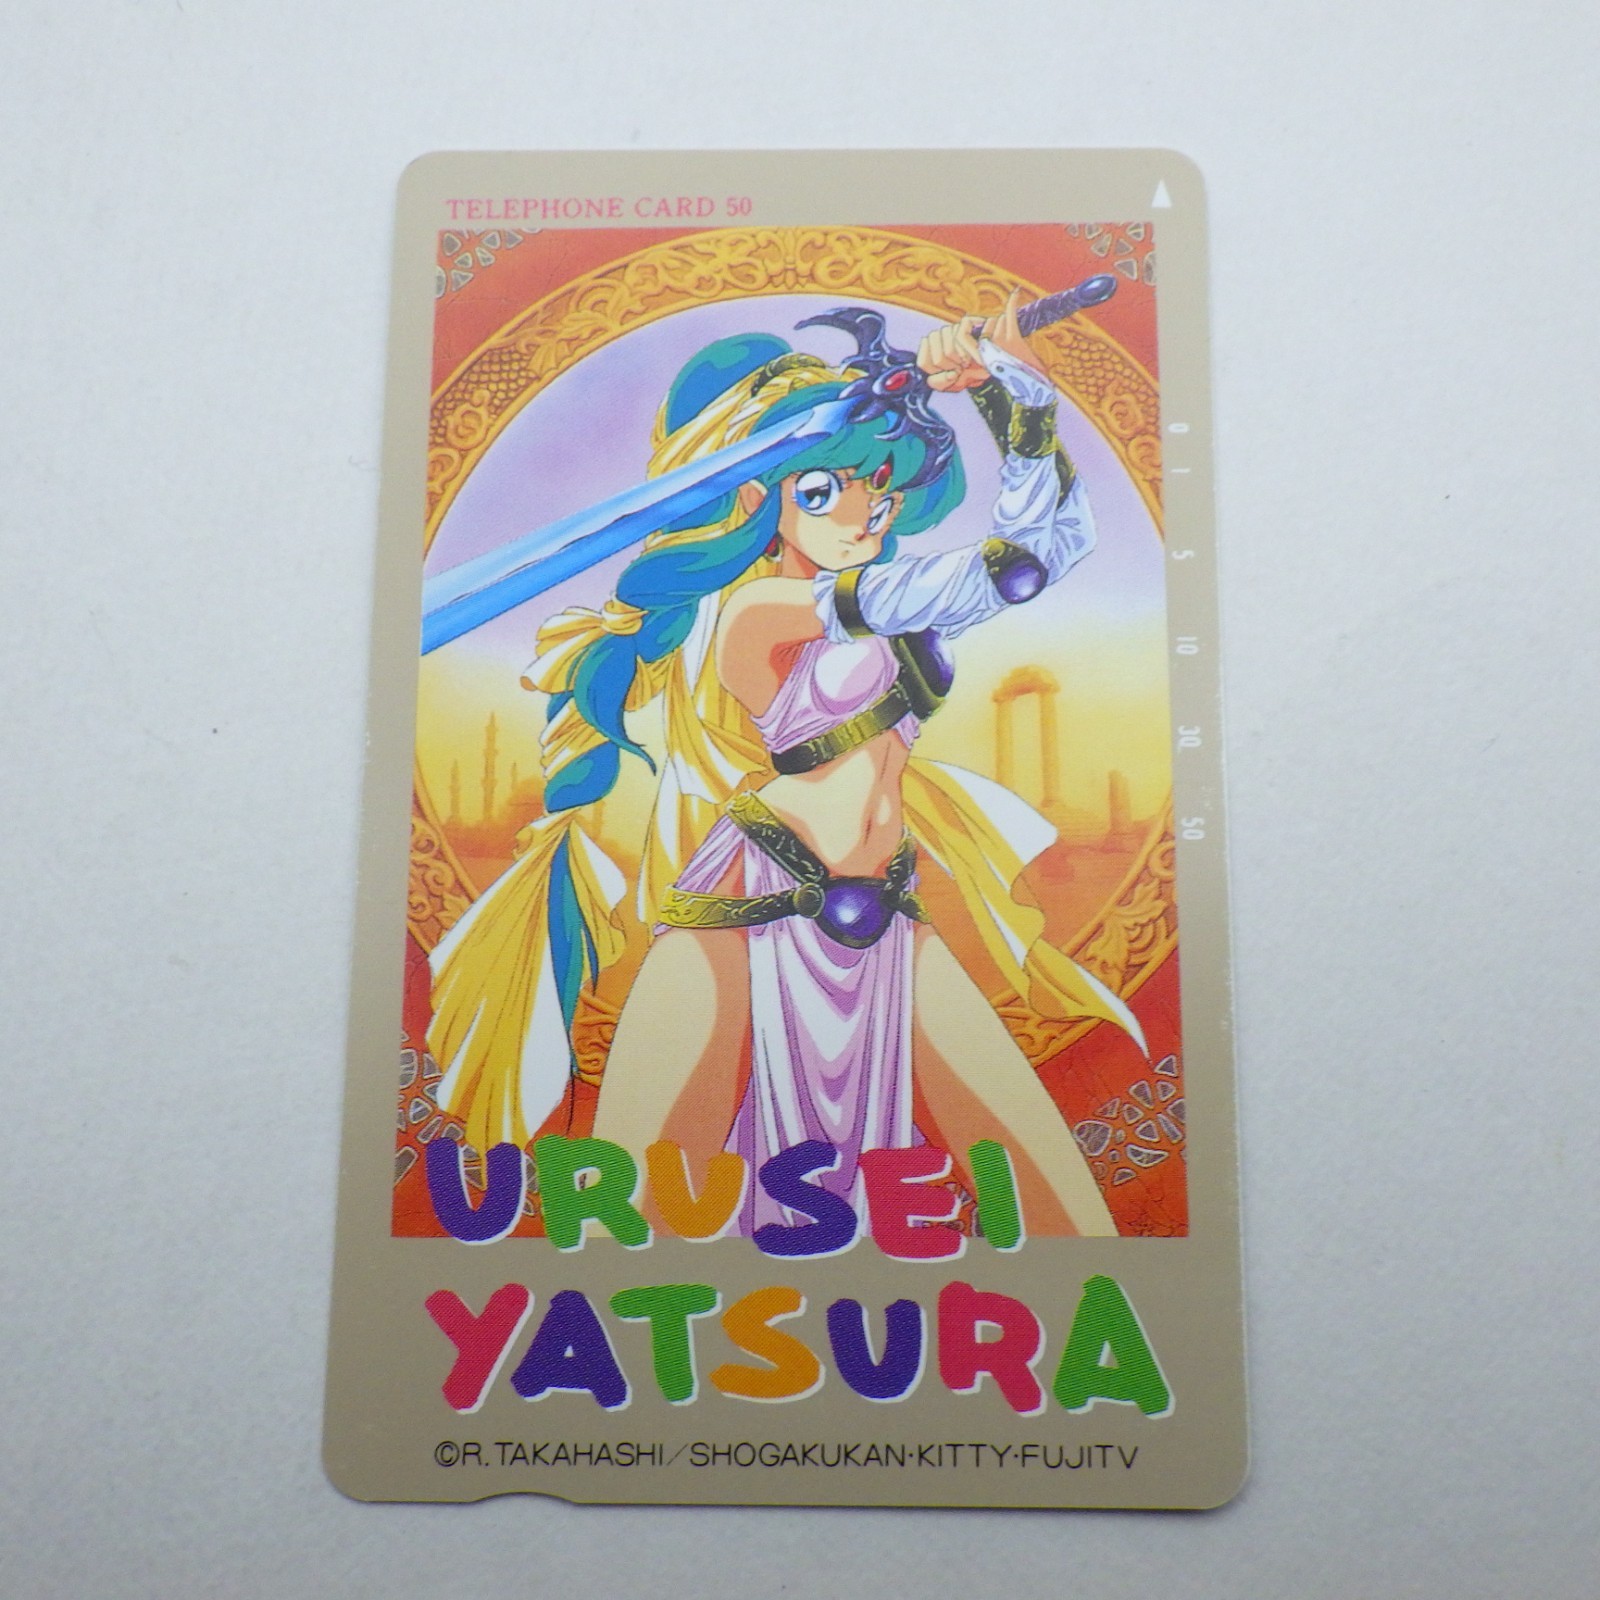 TELEPHONE CARD 50
0
1
5
10
30
50
URUSEI
YATSURA
©R. TAKAHASHI/SHOGAKUKAN·KITTY·FUJITV